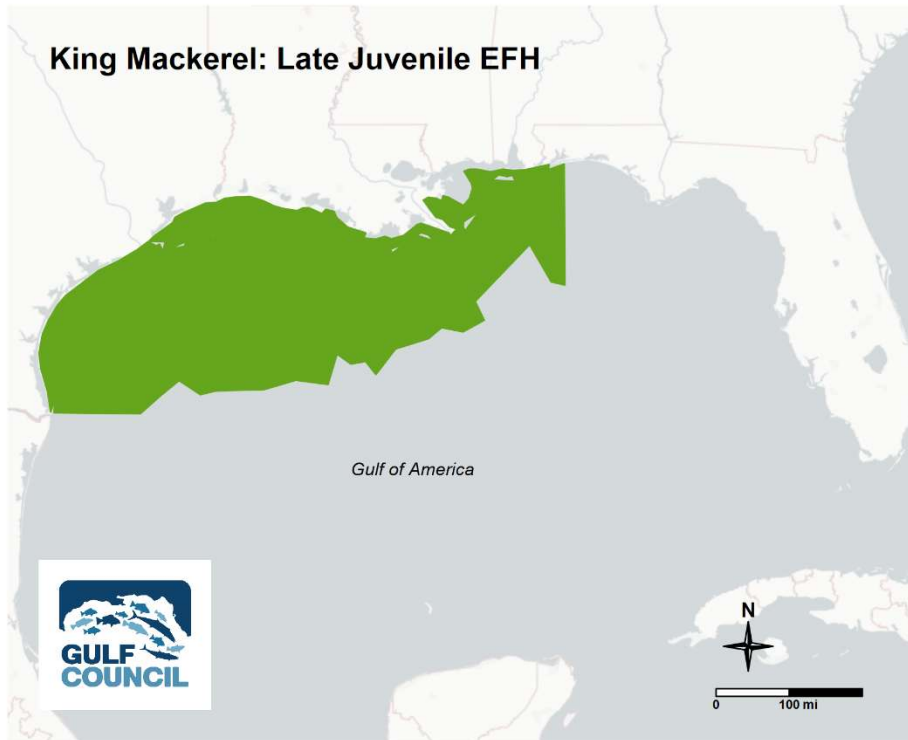 King Mackerel: Late Juvenile EFH
Gulf of America
GULF
COUNCIL
N
0 100 mi